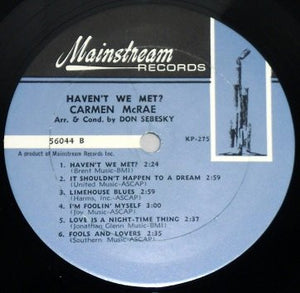 Mainstream
RECORDS
HAVEN'T WE MET?
CARMEN McRAE
Arr. & Cond. by DON SEBESKY
56044 B
KP-275
A product of Mainstream Records Inc.
1. HAVEN'T WE MET? 2:24
(Brent Music-BMI)
2. IT SHOULDN'T HAPPEN TO A DREAM 2:59
(United Music-ASCAP)
3. LIMEHOUSE BLUES 2:59
(Harms, Inc.-ASCAP)
4. I'M FOOLIN' MYSELF 3:00
(Joy Music-ASCAP)
5. LOVE IS A NIGHT-TIME THING 2:37
(Jonathan Glenn Music-BMI)
6. FOOLS AND LOVERS 2:35
(Southern Music-ASCAP)